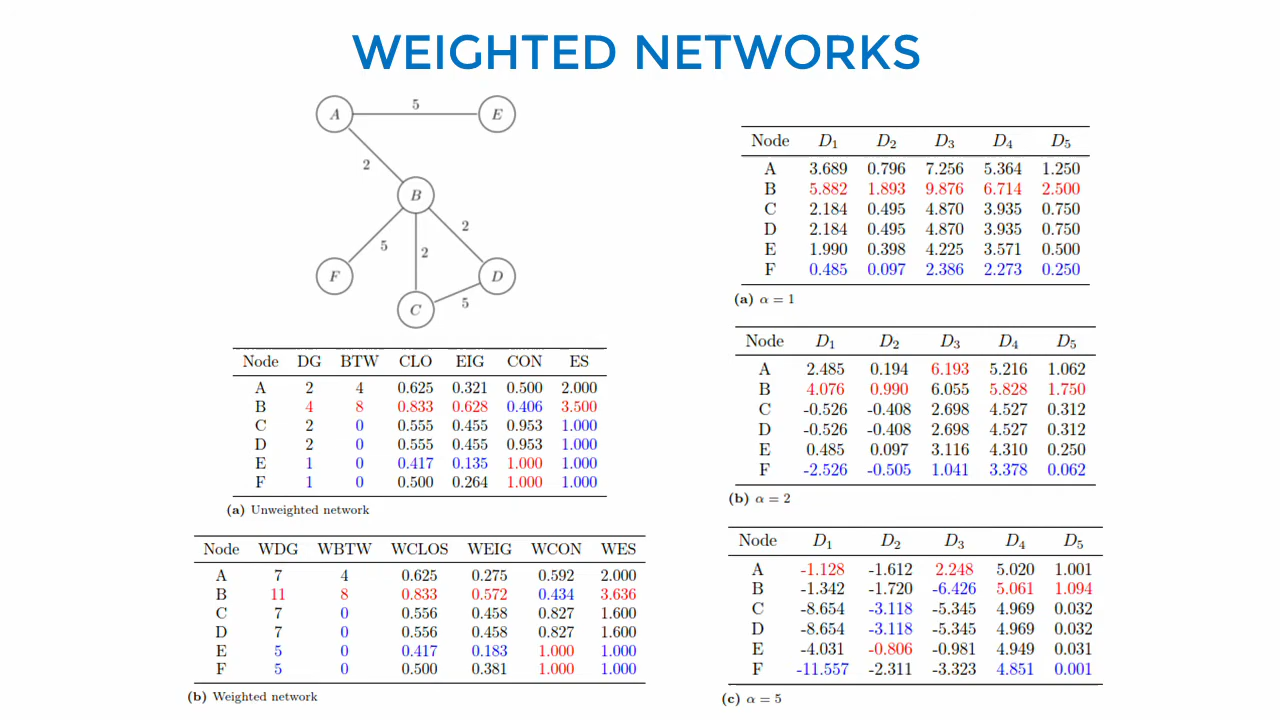 WEIGHTED NETWORKS
A 5 E
2
B
5 2 2
F D
C 5
Node DG BTW CLO EIG CON ES
A 2 4 0.625 0.321 0.500 2.000
B 4 8 0.833 0.628 0.406 3.500
C 2 0 0.555 0.455 0.953 1.000
D 2 0 0.555 0.455 0.953 1.000
E 1 0 0.417 0.135 1.000 1.000
F 1 0 0.500 0.264 1.000 1.000
(a) Unweighted network
Node WDG WBTW WCLOS WEIG WCON WES
A 7 4 0.625 0.275 0.592 2.000
B 11 8 0.833 0.572 0.434 3.636
C 7 0 0.556 0.458 0.827 1.600
D 7 0 0.556 0.458 0.827 1.600
E 5 0 0.417 0.183 1.000 1.000
F 5 0 0.500 0.381 1.000 1.000
(b) Weighted network
Node D₁ D₂ D₃ D₄ D₅
A 3.689 0.796 7.256 5.364 1.250
B 5.882 1.893 9.876 6.714 2.500
C 2.184 0.495 4.870 3.935 0.750
D 2.184 0.495 4.870 3.935 0.750
E 1.990 0.398 4.225 3.571 0.500
F 0.485 0.097 2.386 2.273 0.250
(a) α = 1
Node D₁ D₂ D₃ D₄ D₅
A 2.485 0.194 6.193 5.216 1.062
B 4.076 0.990 6.055 5.828 1.750
C -0.526 -0.408 2.698 4.527 0.312
D -0.526 -0.408 2.698 4.527 0.312
E 0.485 0.097 3.116 4.310 0.250
F -2.526 -0.505 1.041 3.378 0.062
(b) α = 2
Node D₁ D₂ D₃ D₄ D₅
A -1.128 -1.612 2.248 5.020 1.001
B -1.342 -1.720 -6.426 5.061 1.094
C -8.654 -3.118 -5.345 4.969 0.032
D -8.654 -3.118 -5.345 4.969 0.032
E -4.031 -0.806 -0.981 4.949 0.031
F -11.557 -2.311 -3.323 4.851 0.001
(c) α = 5